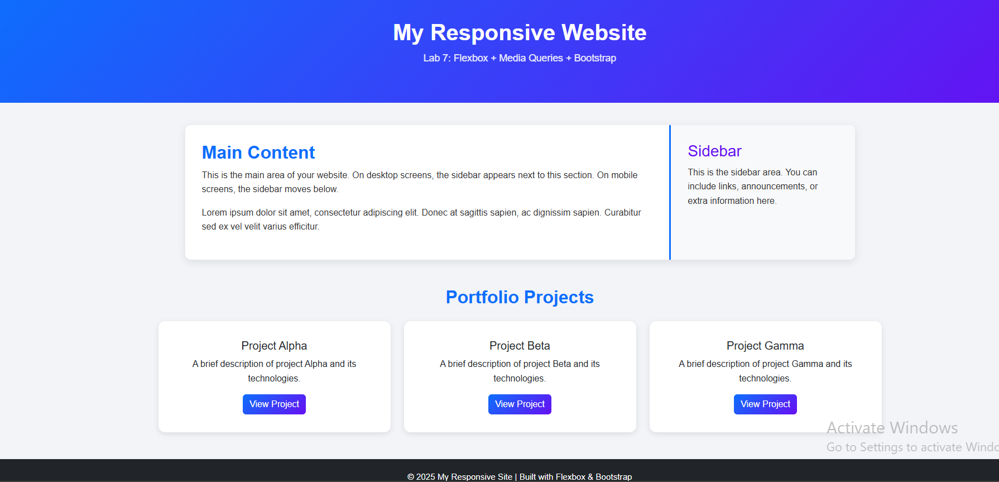 My Responsive Website
Lab 7: Flexbox + Media Queries + Bootstrap
Main Content
This is the main area of your website. On desktop screens, the sidebar appears next to this section. On mobile
screens, the sidebar moves below.
Lorem ipsum dolor sit amet, consectetur adipiscing elit. Donec at sagittis sapien, ac dignissim sapien. Curabitur
sed ex vel velit varius efficitur.
Sidebar
This is the sidebar area. You can
include links, announcements, or
extra information here.
Portfolio Projects
Project Alpha
A brief description of project Alpha and its
technologies.
View Project
Project Beta
A brief description of project Beta and its
technologies.
View Project
Project Gamma
A brief description of project Gamma and its
technologies.
View Project
Activate Windows
Go to Settings to activate Windo
© 2025 My Responsive Site | Built with Flexbox & Bootstrap